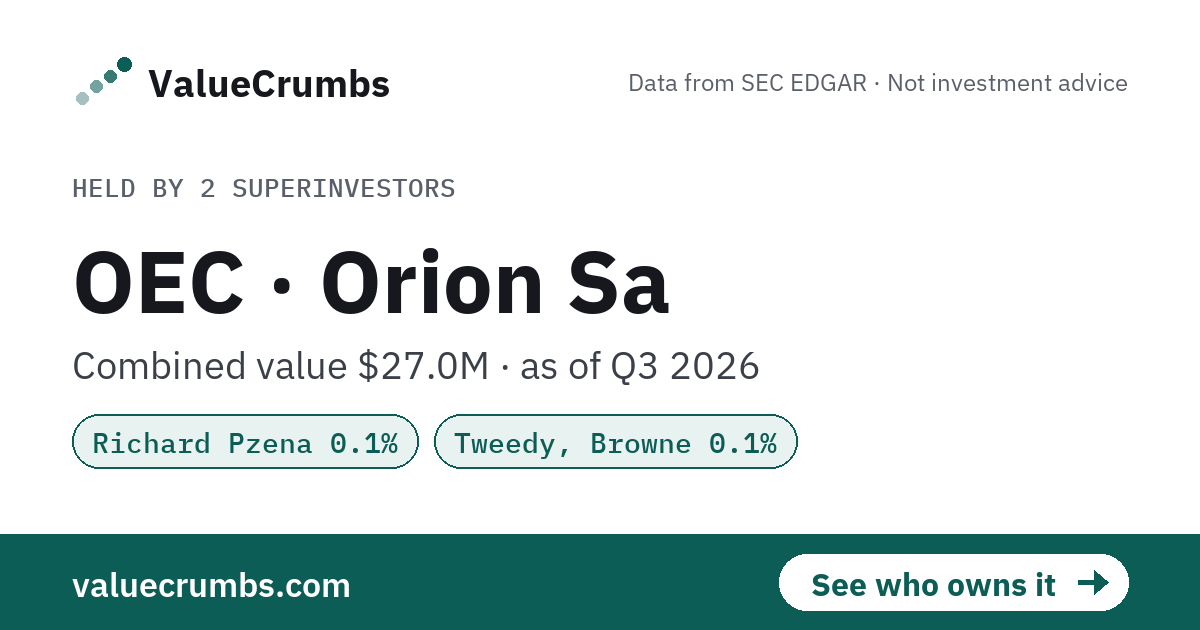 ValueCrumbs
Data from SEC EDGAR · Not investment advice
HELD BY 2 SUPERINVESTORS
OEC · Orion Sa
Combined value $27.0M · as of Q3 2026
Richard Pzena 0.1%
Tweedy, Browne 0.1%
valuecrumbs.com
See who owns it →